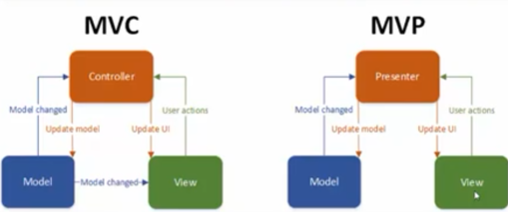 MVC
MVP
Controller
Presenter
Model changed
User actions
Model changed
User actions
Update model
Update UI
Update model
Update UI
Model
Model changed
View
Model
View